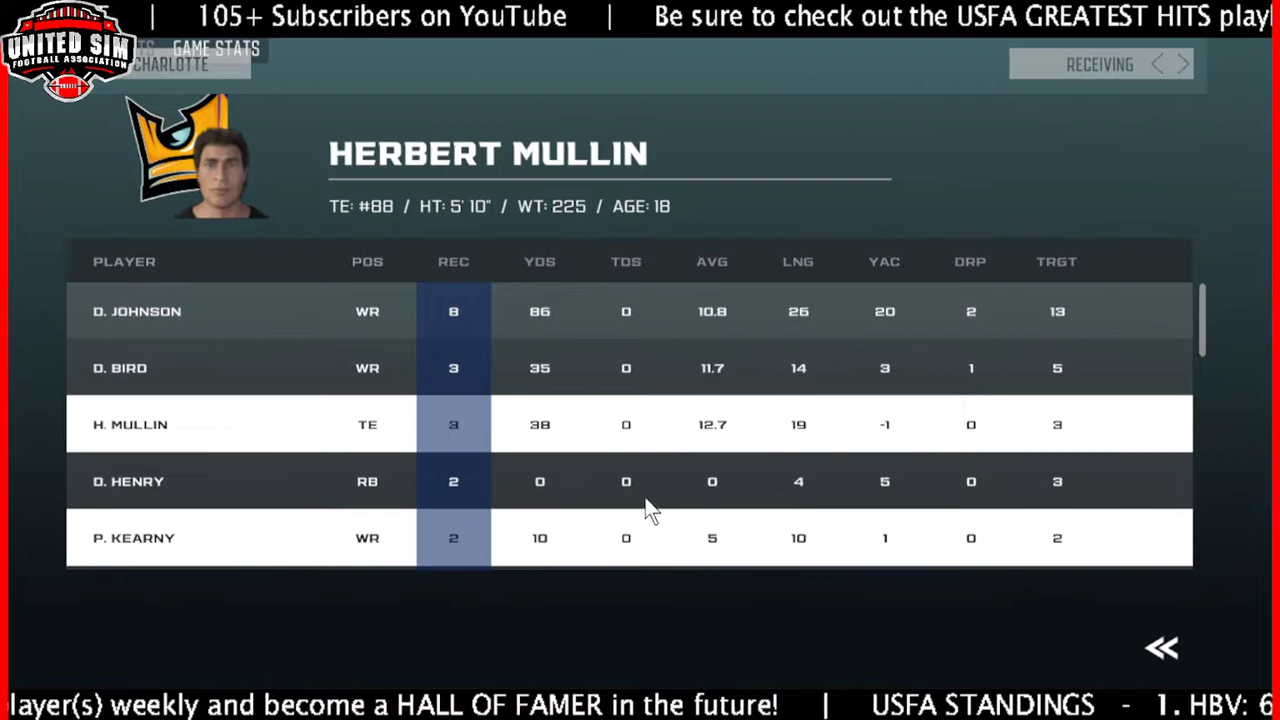 5 | 105+ Subscribers on YouTube | Be sure to check out the USFA GREATEST HITS playl
UNITED SIM
FOOTBALL ASSOCIATION
TS GAME STATS
CHARLOTTE
RECEIVING
HERBERT MULLIN
TE: #88 / HT: 5' 10" / WT: 225 / AGE: 18
PLAYER POS REC YDS TDS AVG LNG YAC DRP TRGT
D. JOHNSON WR 8 86 0 10.8 26 20 2 13
D. BIRD WR 3 35 0 11.7 14 3 1 5
H. MULLIN TE 3 38 0 12.7 19 -1 0 3
D. HENRY RB 2 0 0 0 4 5 0 3
P. KEARNY WR 2 10 0 5 10 1 0 2
layer(s) weekly and become a HALL OF FAMER in the future! | USFA STANDINGS - 1. HBV: 6